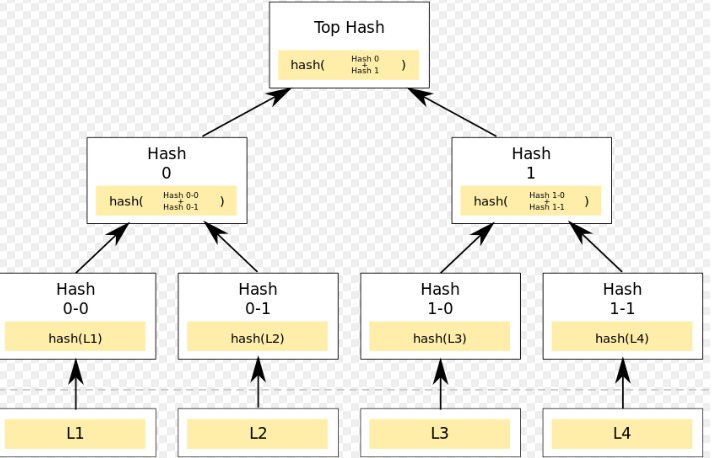 Top Hash
hash( Hash 0 + Hash 1 )
Hash
0
hash( Hash 0-0 + Hash 0-1 )
Hash
1
hash( Hash 1-0 + Hash 1-1 )
Hash
0-0
hash(L1)
Hash
0-1
hash(L2)
Hash
1-0
hash(L3)
Hash
1-1
hash(L4)
L1
L2
L3
L4